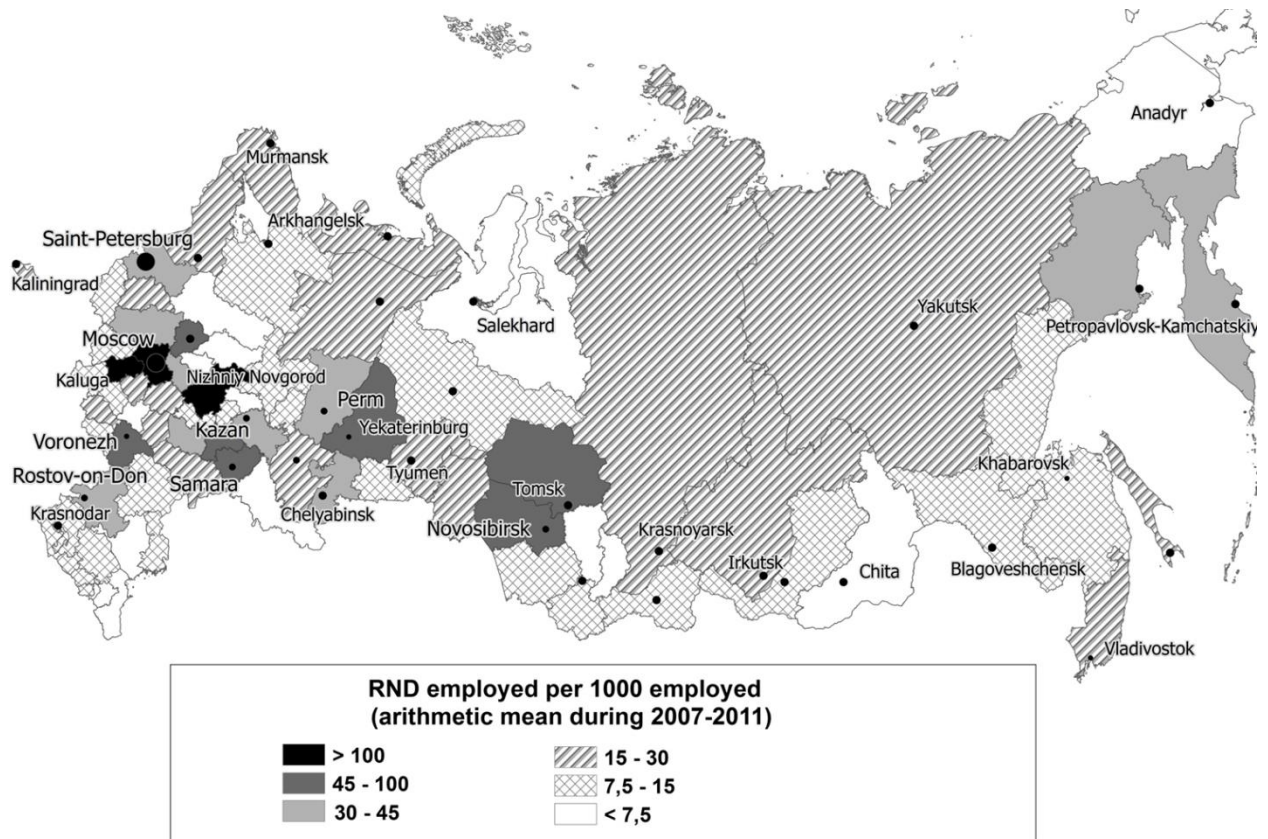 Anadyr
Murmansk
Arkhangelsk
Saint-Petersburg
Kaliningrad
Salekhard
Yakutsk
Petropavlovsk-Kamchatskiy
Moscow
Kaluga
Nizhniy Novgorod
Perm
Kazan
Yekaterinburg
Voronezh
Tyumen
Khabarovsk
Rostov-on-Don
Samara
Tomsk
Krasnodar
Chelyabinsk
Novosibirsk
Krasnoyarsk
Irkutsk
Chita
Blagoveshchensk
Vladivostok
RND employed per 1000 employed
(arithmetic mean during 2007-2011)
> 100
45 - 100
30 - 45
15 - 30
7,5 - 15
< 7,5